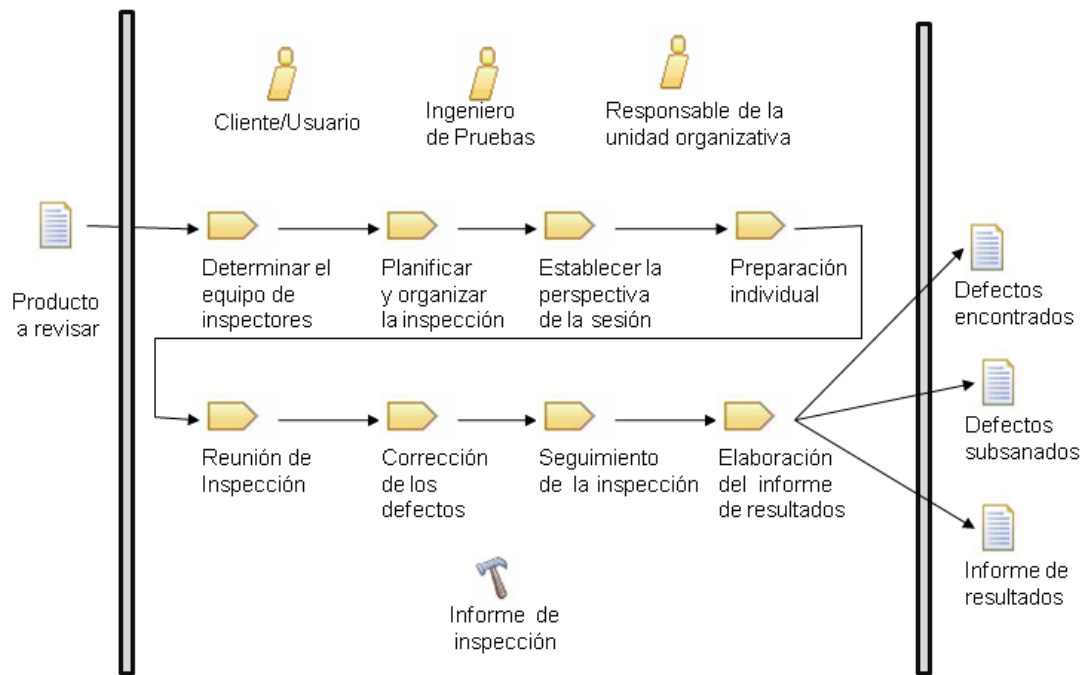 Cliente/Usuario
Ingeniero
de Pruebas
Responsable de la
unidad organizativa
Producto
a revisar
Determinar el
equipo de
inspectores
Planificar
y organizar
la inspección
Establecer la
perspectiva
de la sesión
Preparación
individual
Reunión de
Inspección
Corrección
de los
defectos
Seguimiento
de la inspección
Elaboración
del informe
de resultados
Informe de
inspección
Defectos
encontrados
Defectos
subsanados
Informe de
resultados